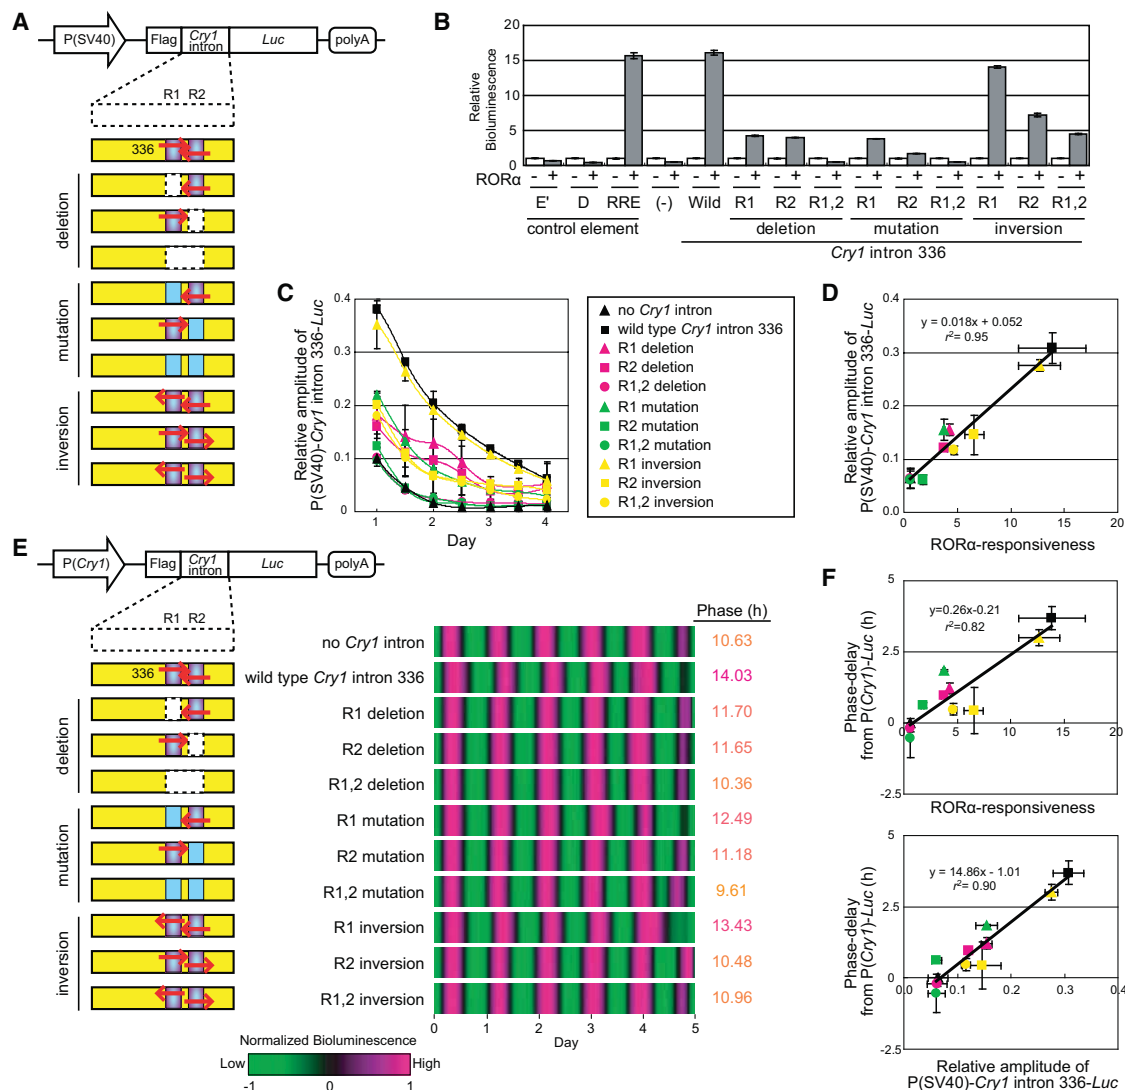 A
P(SV40)
Flag
Cry1
intron
Luc
polyA
R1 R2
336
deletion
mutation
inversion
B
Relative
Bioluminescence
20
15
10
5
0
RORα
- + - + - + - + - + - + - + - + - + - + - + - + - + - +
E' D RRE (-) Wild R1 R2 R1,2 R1 R2 R1,2 R1 R2 R1,2
control element deletion mutation inversion
Cry1 intron 336
C
Relative amplitude of
P(SV40)-Cry1 intron 336-Luc
0.4
0.3
0.2
0.1
0
1 2 3 4
Day
no Cry1 intron
wild type Cry1 intron 336
R1 deletion
R2 deletion
R1,2 deletion
R1 mutation
R2 mutation
R1,2 mutation
R1 inversion
R2 inversion
R1,2 inversion
D
Relative amplitude of
P(SV40)-Cry1 intron 336-Luc
0.4
0.3
0.2
0.1
0
y = 0.018x + 0.052
r²= 0.95
0 5 10 15 20
RORα-responsiveness
E
P(Cry1)
Flag
Cry1
intron
Luc
polyA
R1 R2
336
deletion
mutation
inversion
Phase (h)
no Cry1 intron 10.63
wild type Cry1 intron 336 14.03
R1 deletion 11.70
R2 deletion 11.65
R1,2 deletion 10.36
R1 mutation 12.49
R2 mutation 11.18
R1,2 mutation 9.61
R1 inversion 13.43
R2 inversion 10.48
R1,2 inversion 10.96
0 1 2 3 4 5
Day
Normalized Bioluminescence
Low High
-1 0 1
F
Phase-delay
from P(Cry1)-Luc (h)
5
2.5
0
-2.5
y=0.26x-0.21
r²=0.82
0 5 10 15 20
RORα-responsiveness
Phase-delay
from P(Cry1)-Luc (h)
5
2.5
0
-2.5
y = 14.86x - 1.01
r²= 0.90
0 0.1 0.2 0.3 0.4
Relative amplitude of
P(SV40)-Cry1 intron 336-Luc